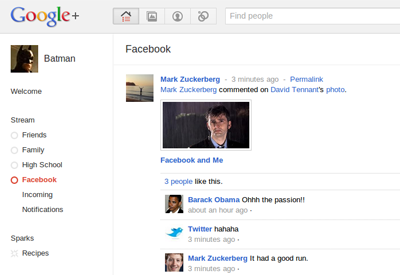 Google+
Find people
Batman
Facebook
Mark Zuckerberg - 3 minutes ago - Permalink
Mark Zuckerberg commented on David Tennant's photo.
Welcome
Stream
Friends
Family
High School
Facebook
Incoming
Notifications
Sparks
Recipes
Facebook and Me
3 people like this.
Barack Obama Ohhh the passion!!
about an hour ago -
Twitter hahaha
3 minutes ago -
Mark Zuckerberg It had a good run.
3 minutes ago -